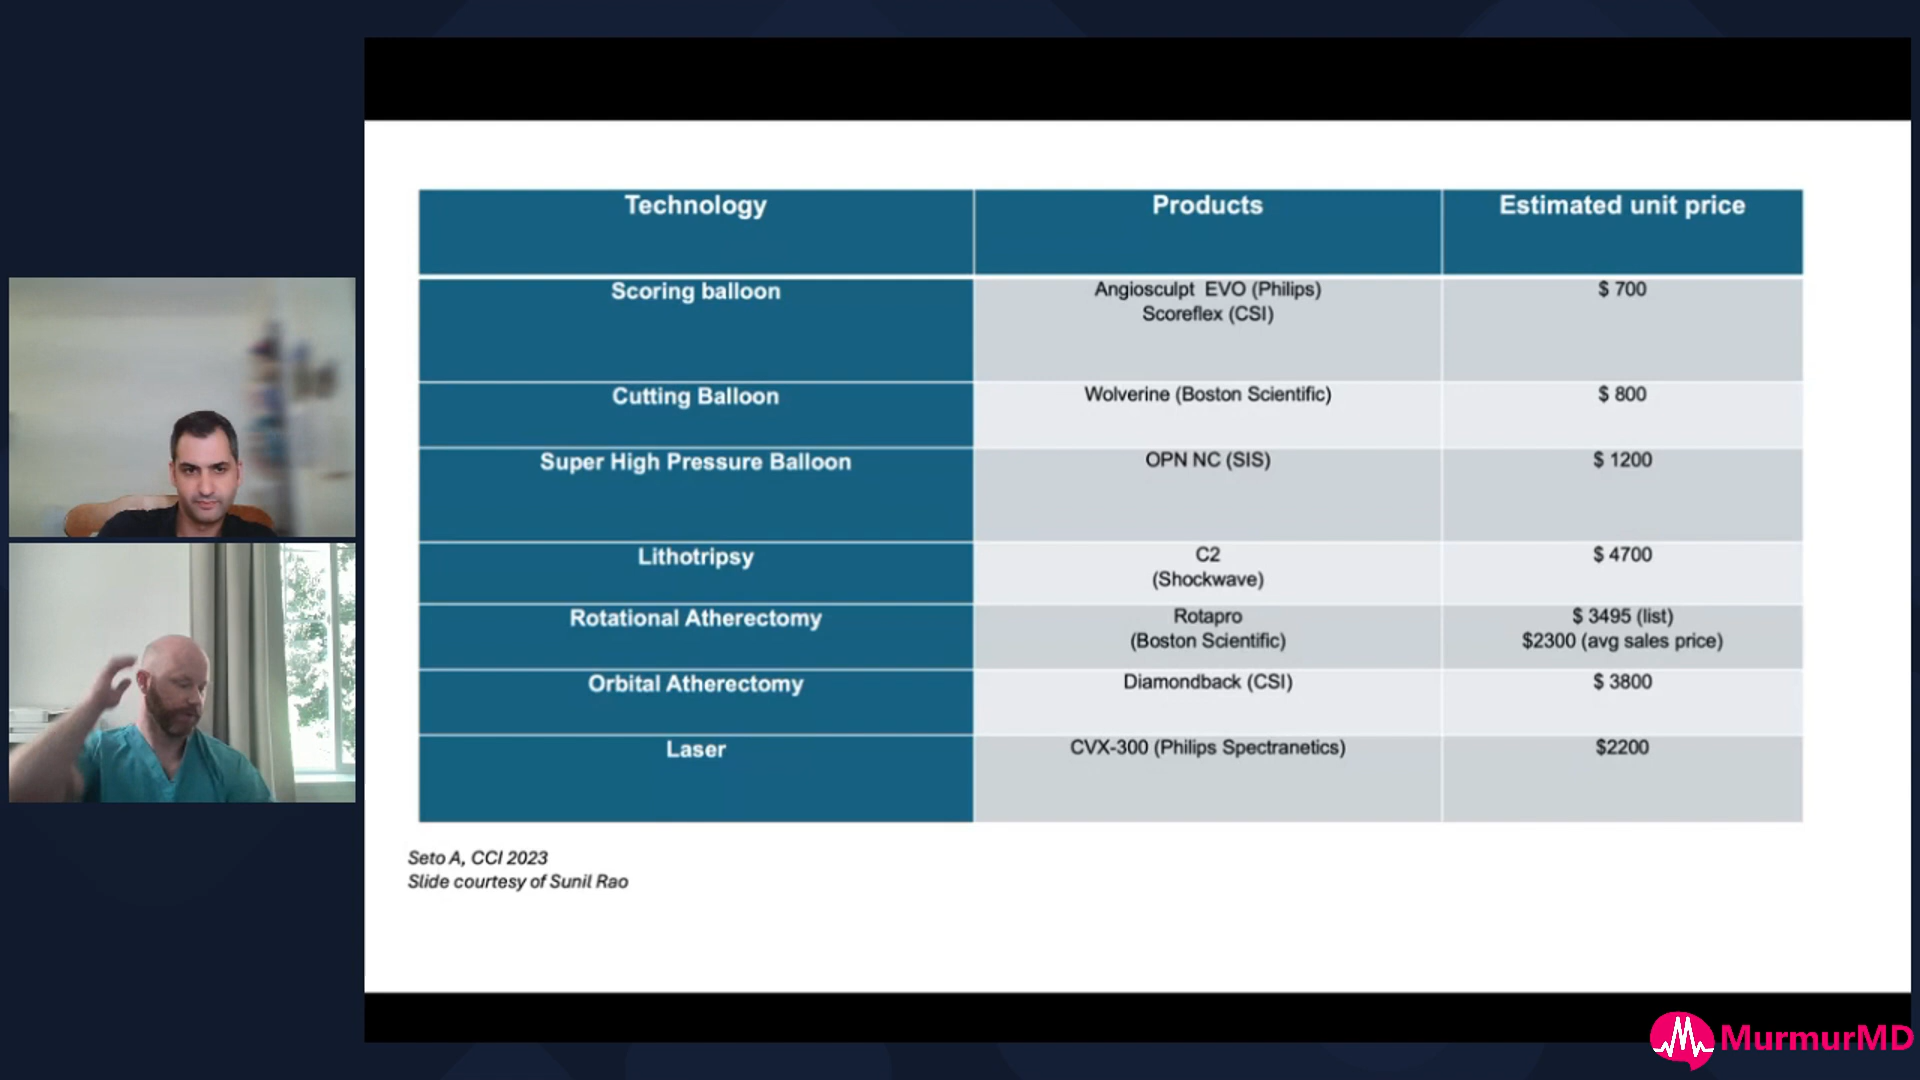 Technology Products Estimated unit price
Scoring balloon
Angiosculpt EVO (Philips)
Scoreflex (CSI)
$ 700
Cutting Balloon
Wolverine (Boston Scientific)
$ 800
Super High Pressure Balloon
OPN NC (SIS)
$ 1200
Lithotripsy
C2
(Shockwave)
$ 4700
Rotational Atherectomy
Rotapro
(Boston Scientific)
$ 3495 (list)
$2300 (avg sales price)
Orbital Atherectomy
Diamondback (CSI)
$ 3800
Laser
CVX-300 (Philips Spectranetics)
$2200
Seto A, CCI 2023
Slide courtesy of Sunil Rao
MurmurMD